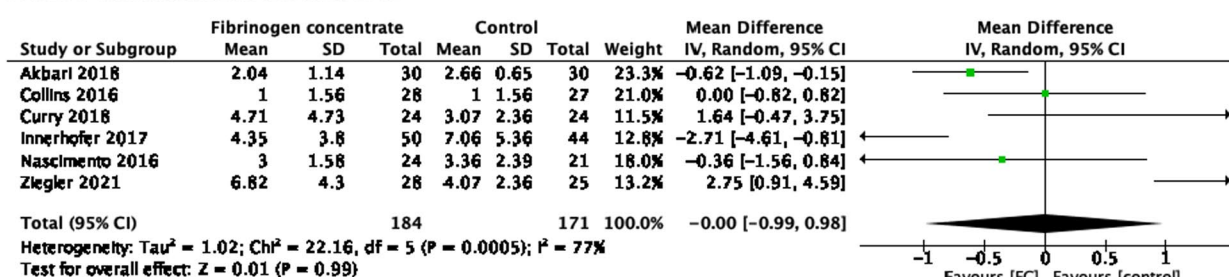 Fibrinogen concentrate Control Mean Difference Mean Difference
Study or Subgroup Mean SD Total Mean SD Total Weight IV, Random, 95% CI IV, Random, 95% CI
Akbari 2018 2.04 1.14 30 2.66 0.65 30 23.3% −0.62 [−1.09, −0.15]
Collins 2016 1 1.56 28 1 1.56 27 21.0% 0.00 [−0.82, 0.82]
Curry 2018 4.71 4.73 24 3.07 2.36 24 11.5% 1.64 [−0.47, 3.75]
Innerhofer 2017 4.35 3.8 50 7.06 5.36 44 12.8% −2.71 [−4.61, −0.81]
Nascimento 2016 3 1.58 24 3.36 2.39 21 18.0% −0.36 [−1.56, 0.84]
Ziegler 2021 6.82 4.3 28 4.07 2.36 25 13.2% 2.75 [0.91, 4.59]
Total (95% CI) 184 171 100.0% −0.00 [−0.99, 0.98]
Heterogeneity: Tau² = 1.02; Chi² = 22.16, df = 5 (P = 0.0005); I² = 77%
−1 −0.5 0 0.5 1
Test for overall effect: Z = 0.01 (P = 0.99)
Favours [FC] Favours [control]